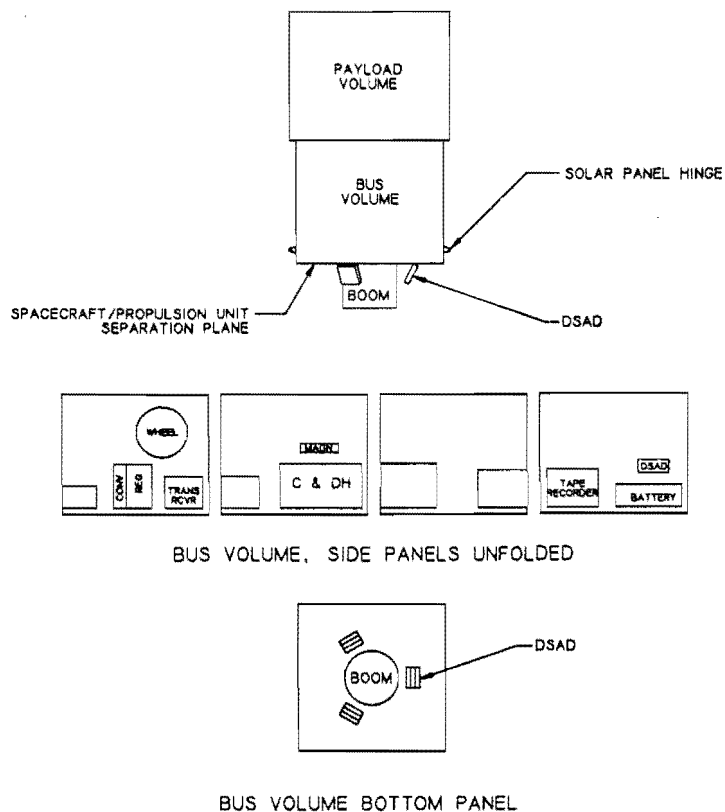 PAYLOAD
VOLUME
BUS
VOLUME
SOLAR PANEL HINGE
SPACECRAFT/PROPULSION UNIT
SEPARATION PLANE
BOOM
DSAD
WHEEL
CONV
REG
TRANS
RCVR
MAGN
C & DH
TAPE
RECORDER
DSAD
BATTERY
BUS VOLUME, SIDE PANELS UNFOLDED
BOOM
DSAD
BUS VOLUME BOTTOM PANEL